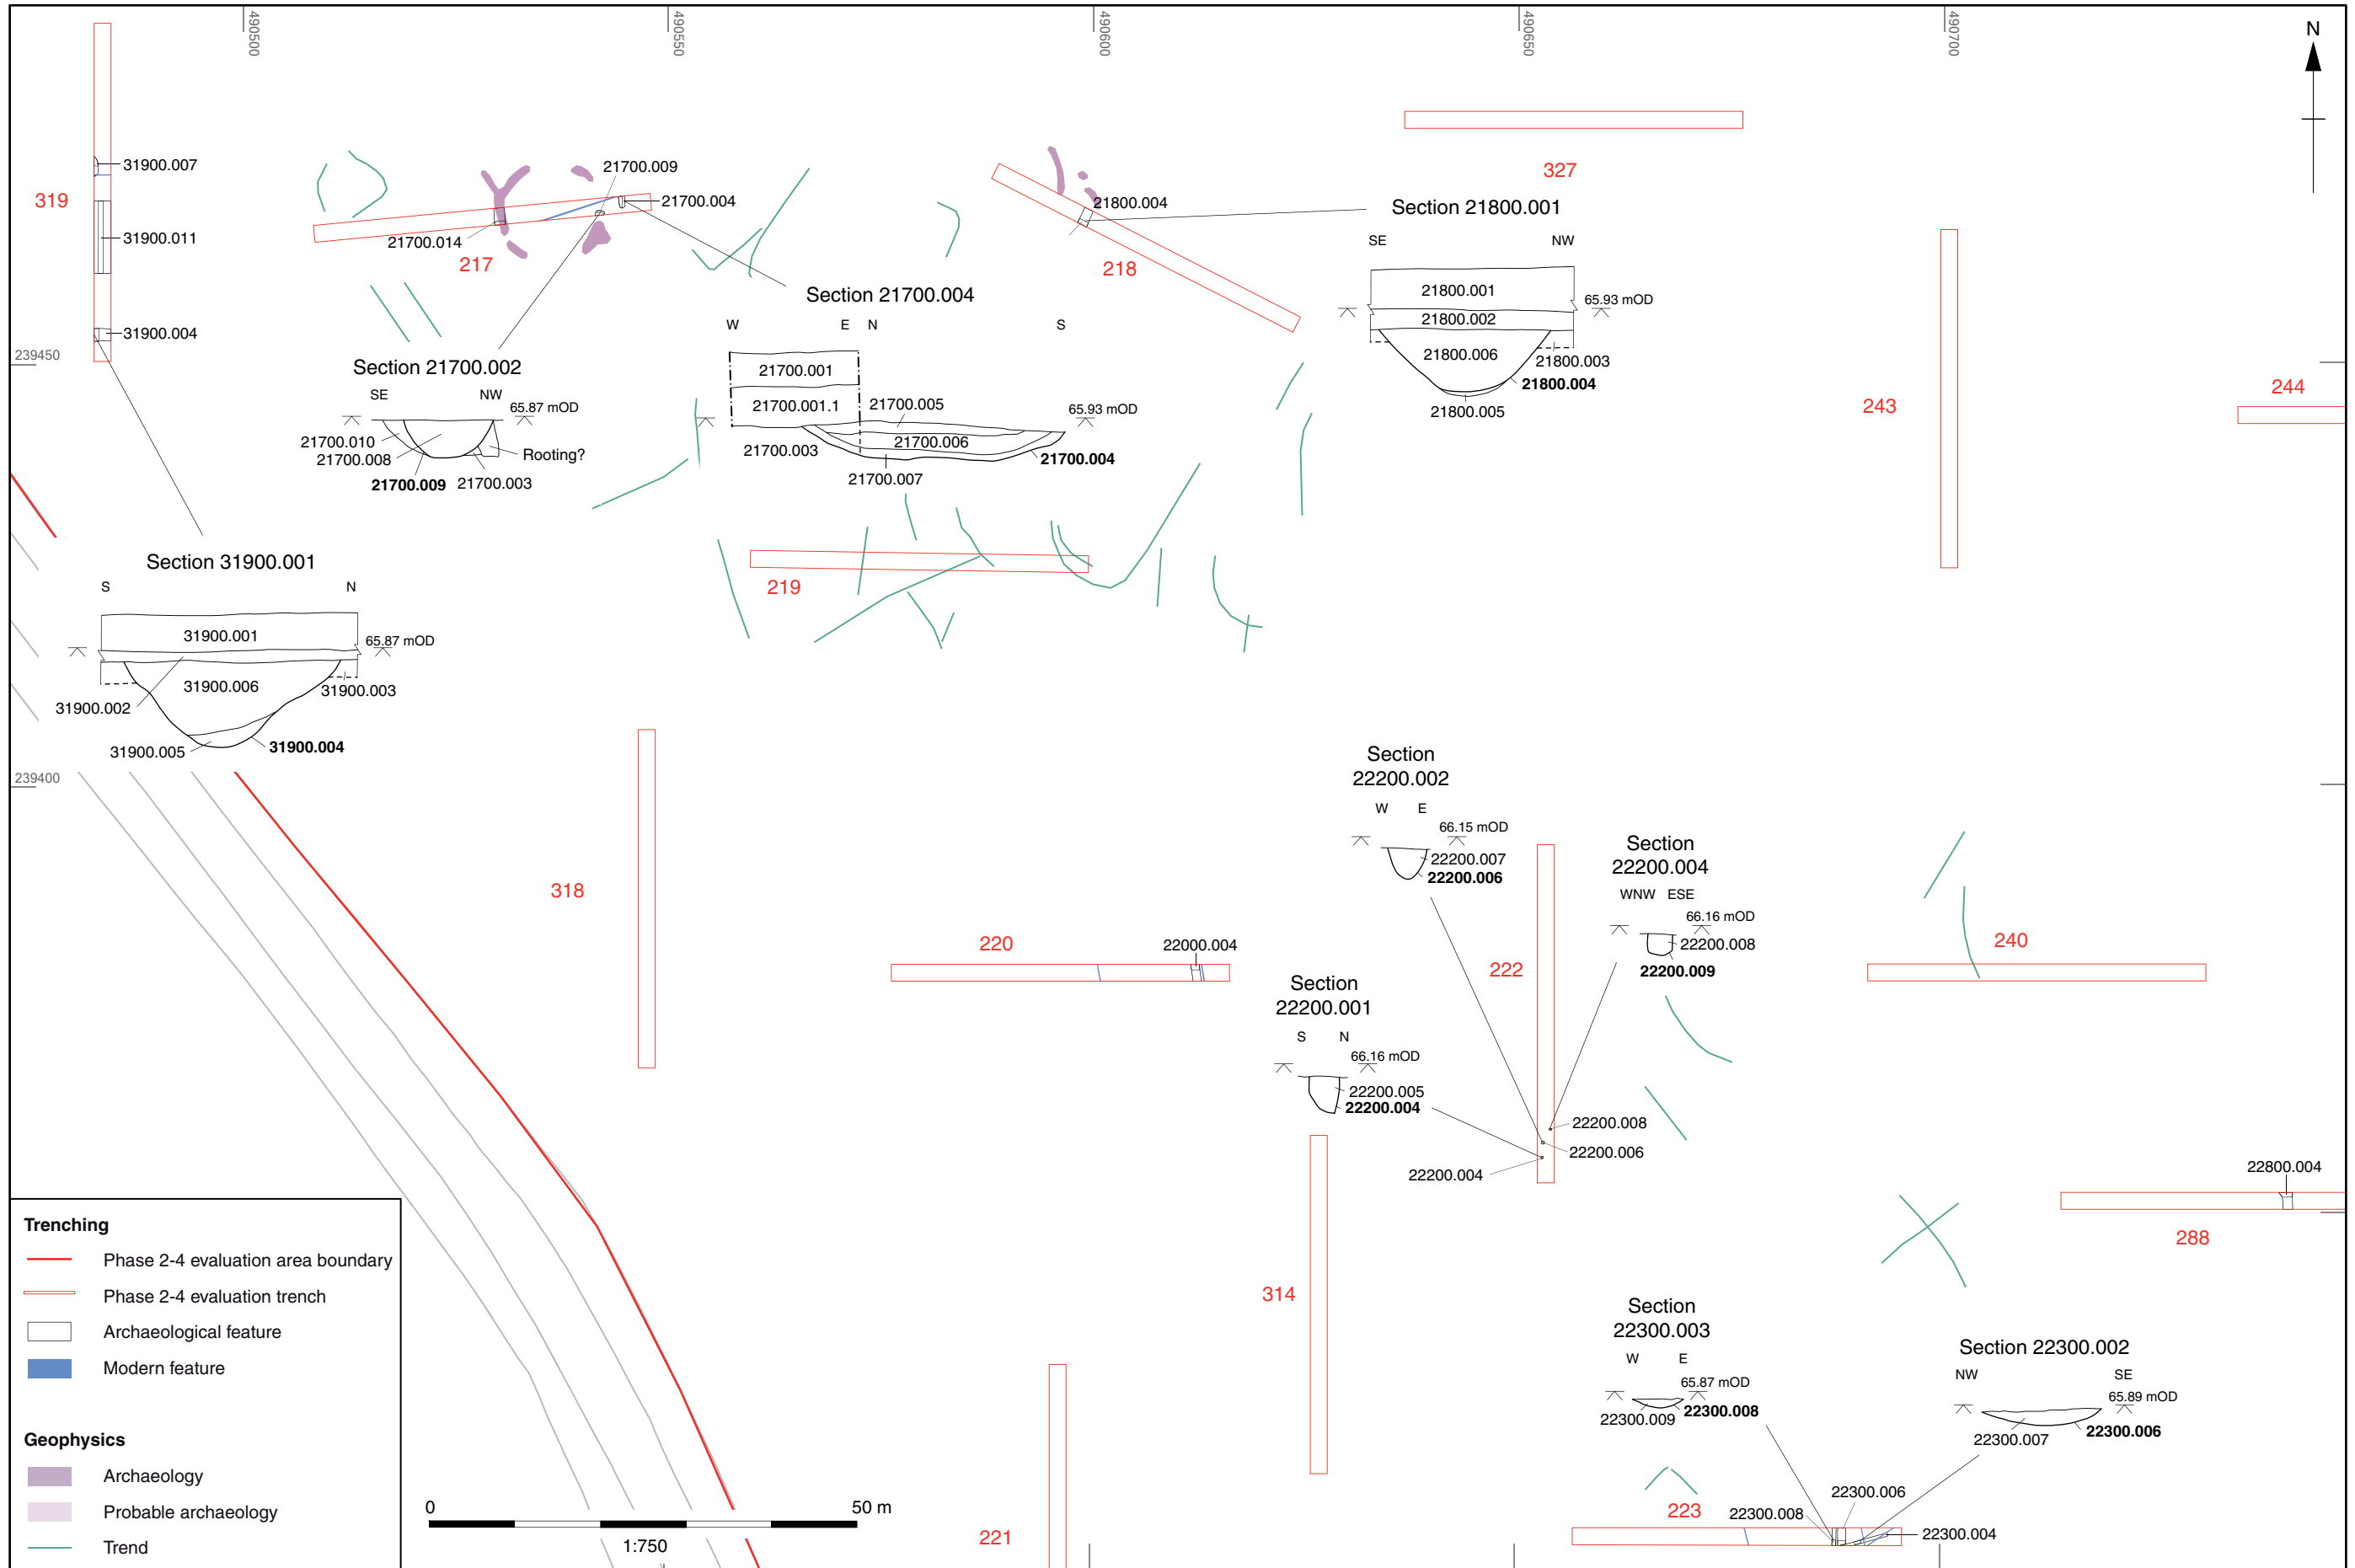 490500
490550
490600
490650
490700
N
31900.007
319
31900.011
31900.004
239450
21700.009
21700.004
21700.014
217
21800.004
218
327
Section 21800.001
SE NW
21800.001
65.93 mOD
21800.002
21800.006
21800.003
21800.004
21800.005
243
244
Section 21700.004
W E N S
21700.001
21700.001.1
21700.005
65.93 mOD
21700.006
21700.003
21700.004
21700.007
Section 21700.002
SE NW
65.87 mOD
21700.010
21700.008
Rooting?
21700.009 21700.003
219
Section 31900.001
S N
31900.001
65.87 mOD
31900.006
31900.003
31900.002
31900.005
31900.004
239400
318
220
22000.004
Section
22200.002
W E
66.15 mOD
22200.007
22200.006
Section
22200.004
WNW ESE
66.16 mOD
22200.008
22200.009
222
240
Section
22200.001
S N
66.16 mOD
22200.005
22200.004
22200.008
22200.006
22200.004
22800.004
288
314
Section
22300.003
W E
65.87 mOD
22300.009
22300.008
Section 22300.002
NW SE
65.89 mOD
22300.007
22300.006
22300.006
22300.008
223
22300.004
221
Trenching
Phase 2-4 evaluation area boundary
Phase 2-4 evaluation trench
Archaeological feature
Modern feature
Geophysics
Archaeology
Probable archaeology
Trend
0 50 m
1:750